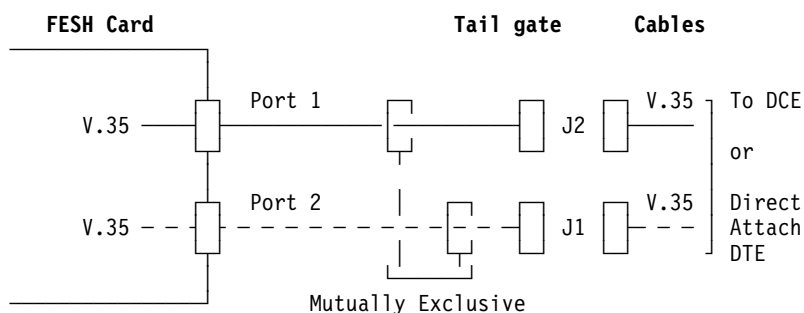 FESH Card Tail gate Cables
Port 1 V.35 To DCE
V.35 J2
or
Port 2 V.35 Direct
V.35 J1 Attach
DTE
Mutually Exclusive